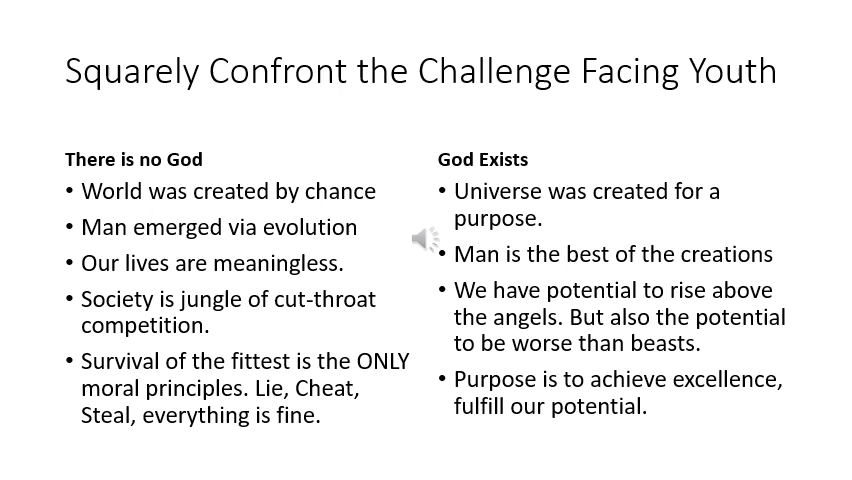 Squarely Confront the Challenge Facing Youth
There is no God
• World was created by chance
• Man emerged via evolution
• Our lives are meaningless.
• Society is jungle of cut-throat
competition.
• Survival of the fittest is the ONLY
moral principles. Lie, Cheat,
Steal, everything is fine.
God Exists
• Universe was created for a
purpose.
• Man is the best of the creations
• We have potential to rise above
the angels. But also the potential
to be worse than beasts.
• Purpose is to achieve excellence,
fulfill our potential.